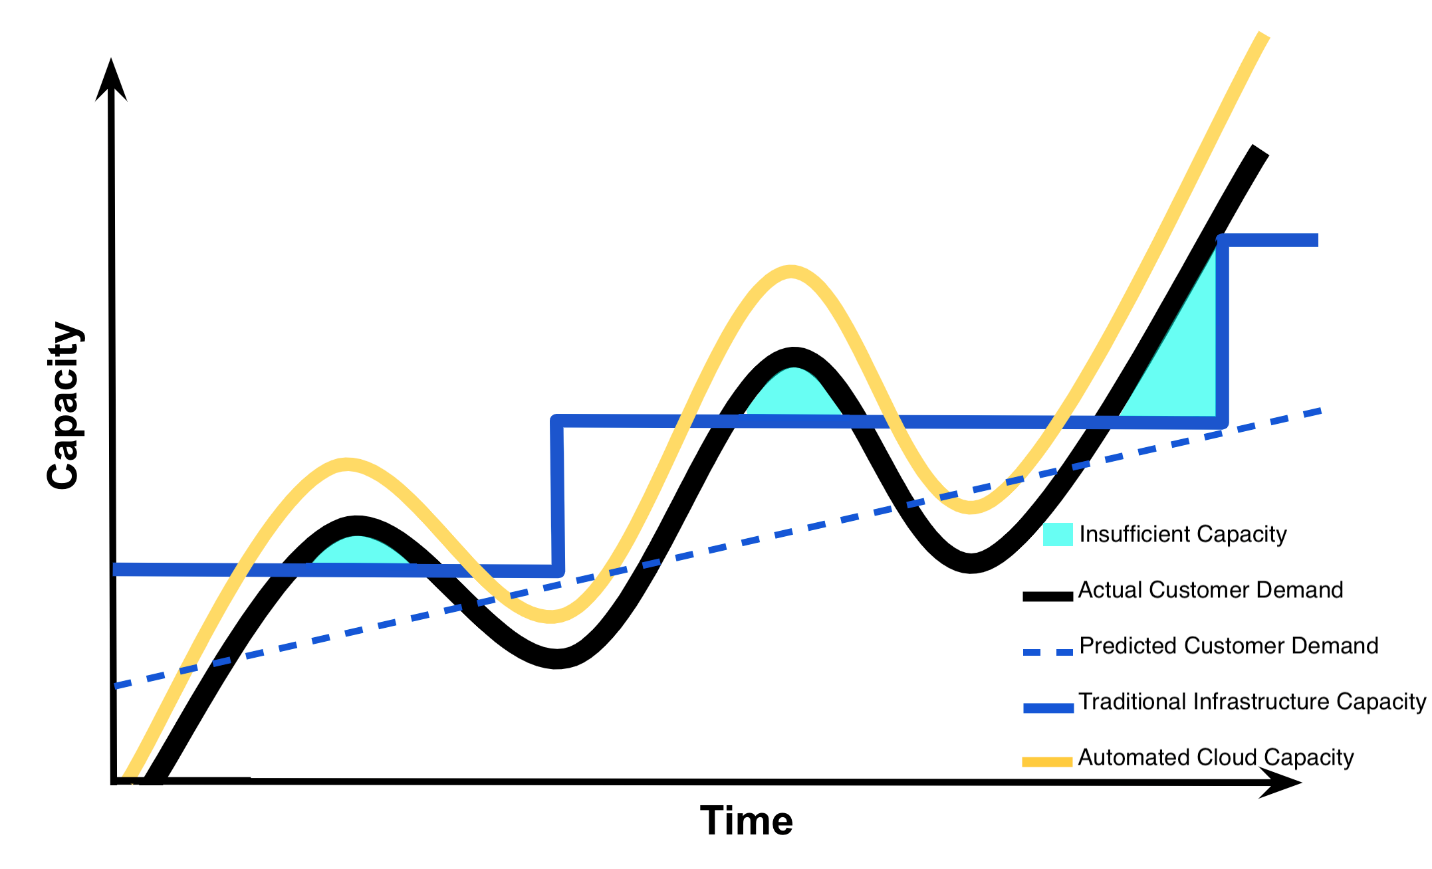 Capacity
Insufficient Capacity
Actual Customer Demand
Predicted Customer Demand
Traditional Infrastructure Capacity
Automated Cloud Capacity
Time